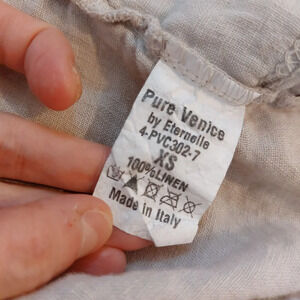 Pure Venice
by Eternelle
4-PVC302-7
XS
100%LINEN
Made in Italy